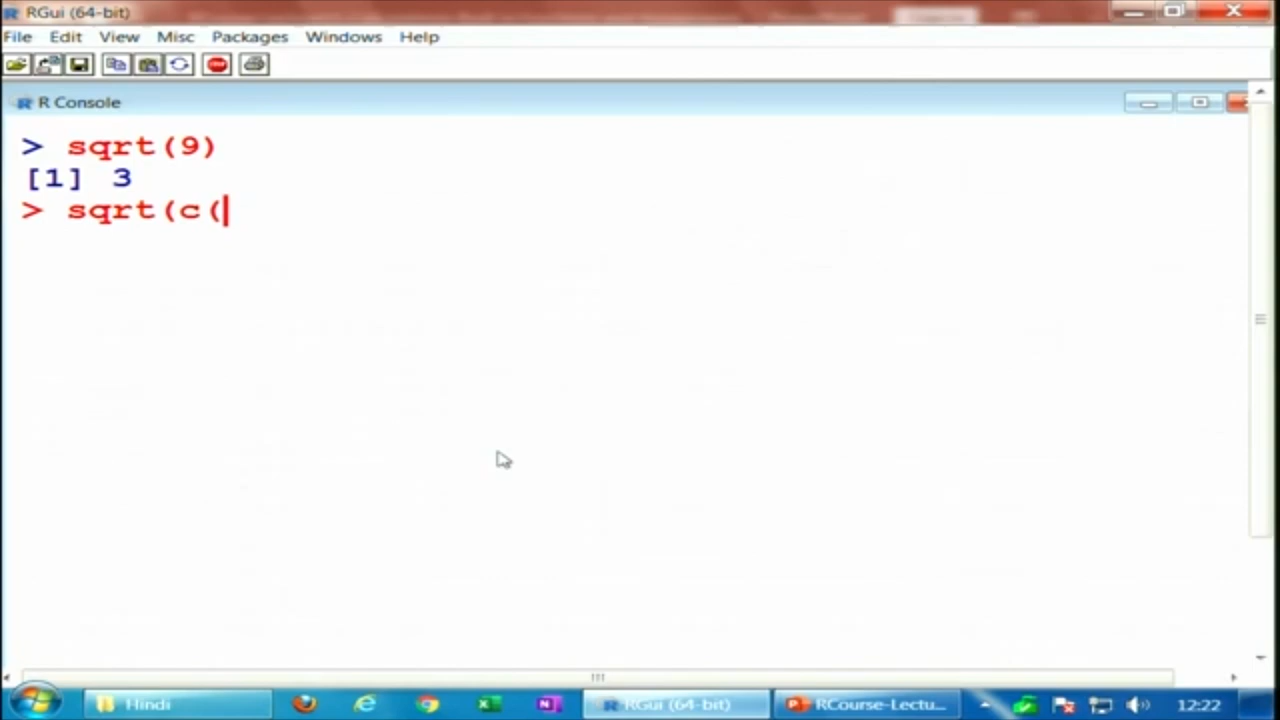 RGui (64-bit)
File Edit View Misc Packages Windows Help
STOP
R Console
> sqrt(9)
[1] 3
> sqrt(c(
Hindi
RGui (64-bit)
RCourse-Lectu...
12:22